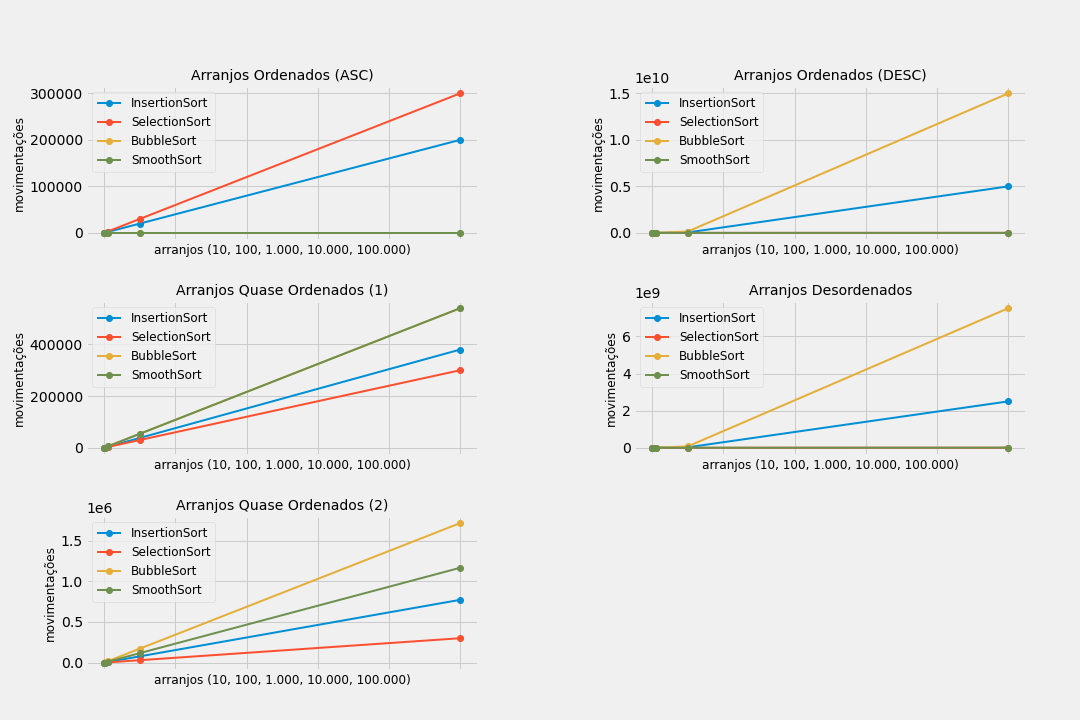 Arranjos Ordenados (ASC)
300000
200000
100000
0
movimentações
InsertionSort
SelectionSort
BubbleSort
SmoothSort
arranjos (10, 100, 1.000, 10.000, 100.000)
Arranjos Ordenados (DESC)
1e10
1.5
1.0
0.5
0.0
movimentações
InsertionSort
SelectionSort
BubbleSort
SmoothSort
arranjos (10, 100, 1.000, 10.000, 100.000)
Arranjos Quase Ordenados (1)
400000
200000
0
movimentações
InsertionSort
SelectionSort
BubbleSort
SmoothSort
arranjos (10, 100, 1.000, 10.000, 100.000)
Arranjos Desordenados
1e9
6
4
2
0
movimentações
InsertionSort
SelectionSort
BubbleSort
SmoothSort
arranjos (10, 100, 1.000, 10.000, 100.000)
Arranjos Quase Ordenados (2)
1e6
1.5
1.0
0.5
0.0
movimentações
InsertionSort
SelectionSort
BubbleSort
SmoothSort
arranjos (10, 100, 1.000, 10.000, 100.000)